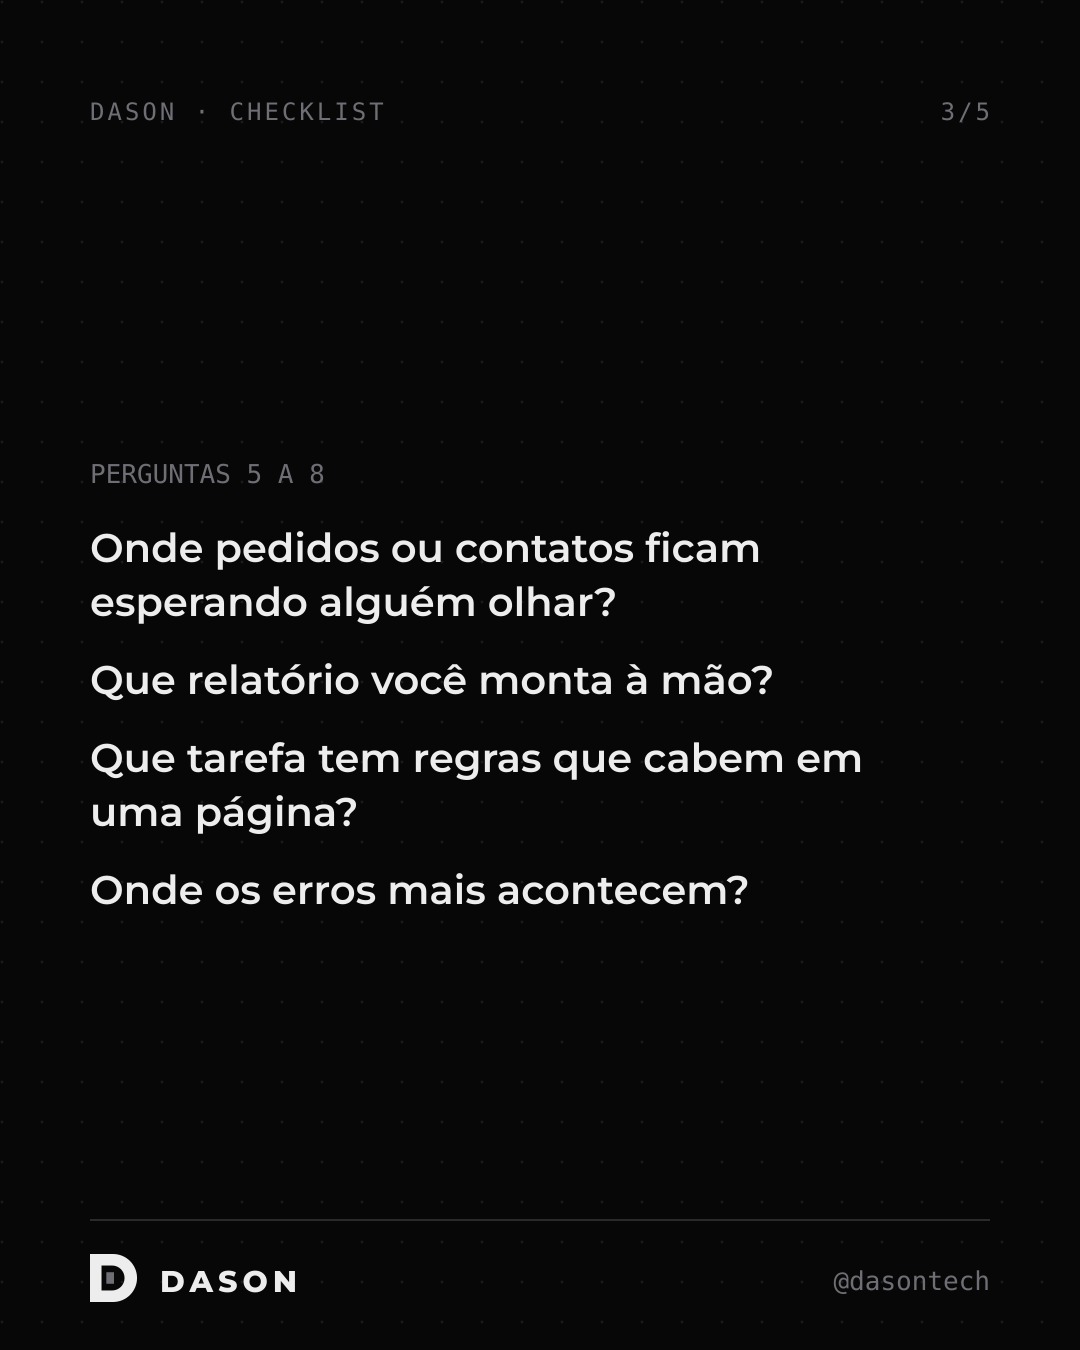 DASON · CHECKLIST
3/5
PERGUNTAS 5 A 8
Onde pedidos ou contatos ficam
esperando alguém olhar?
Que relatório você monta à mão?
Que tarefa tem regras que cabem em
uma página?
Onde os erros mais acontecem?
DASON
@dasontech